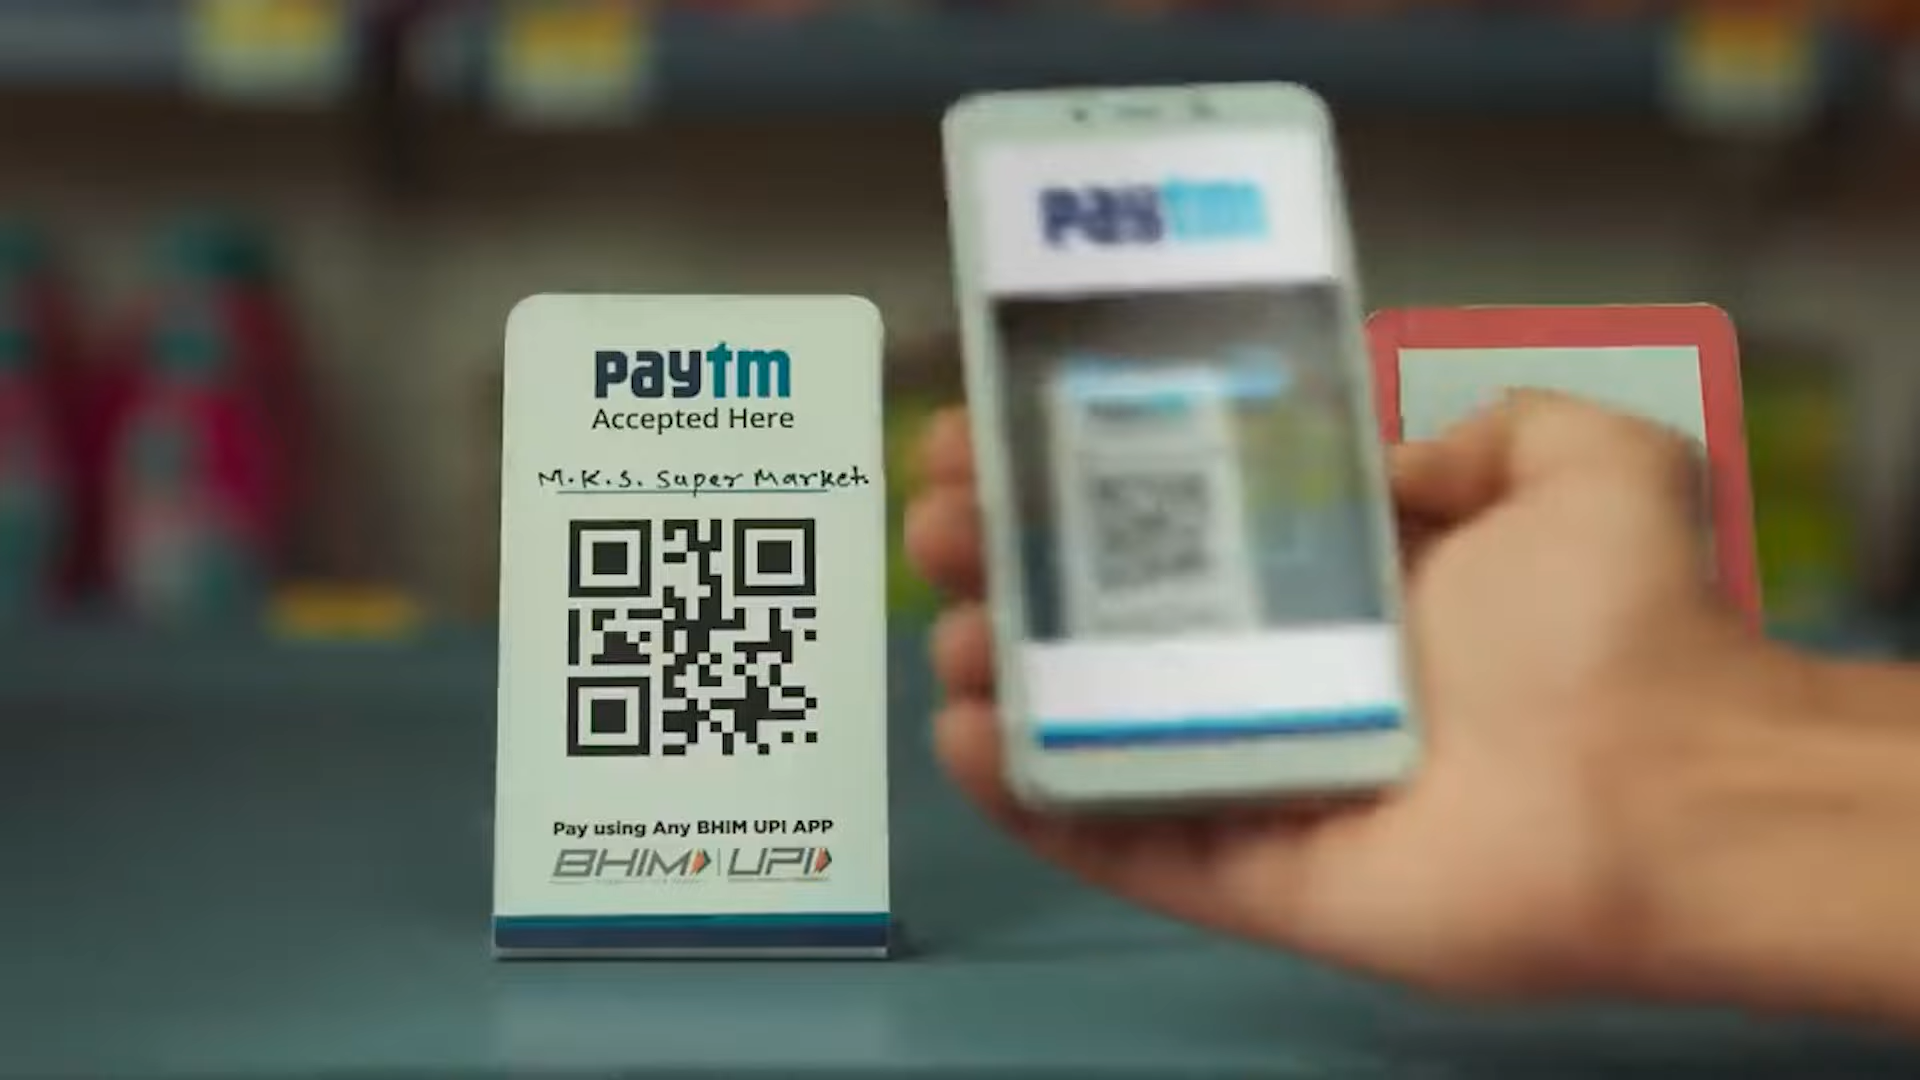 paytm
Accepted Here
M.K.S. Super Market
Pay using Any BHIM UPI APP
BHIM UPI
paytm